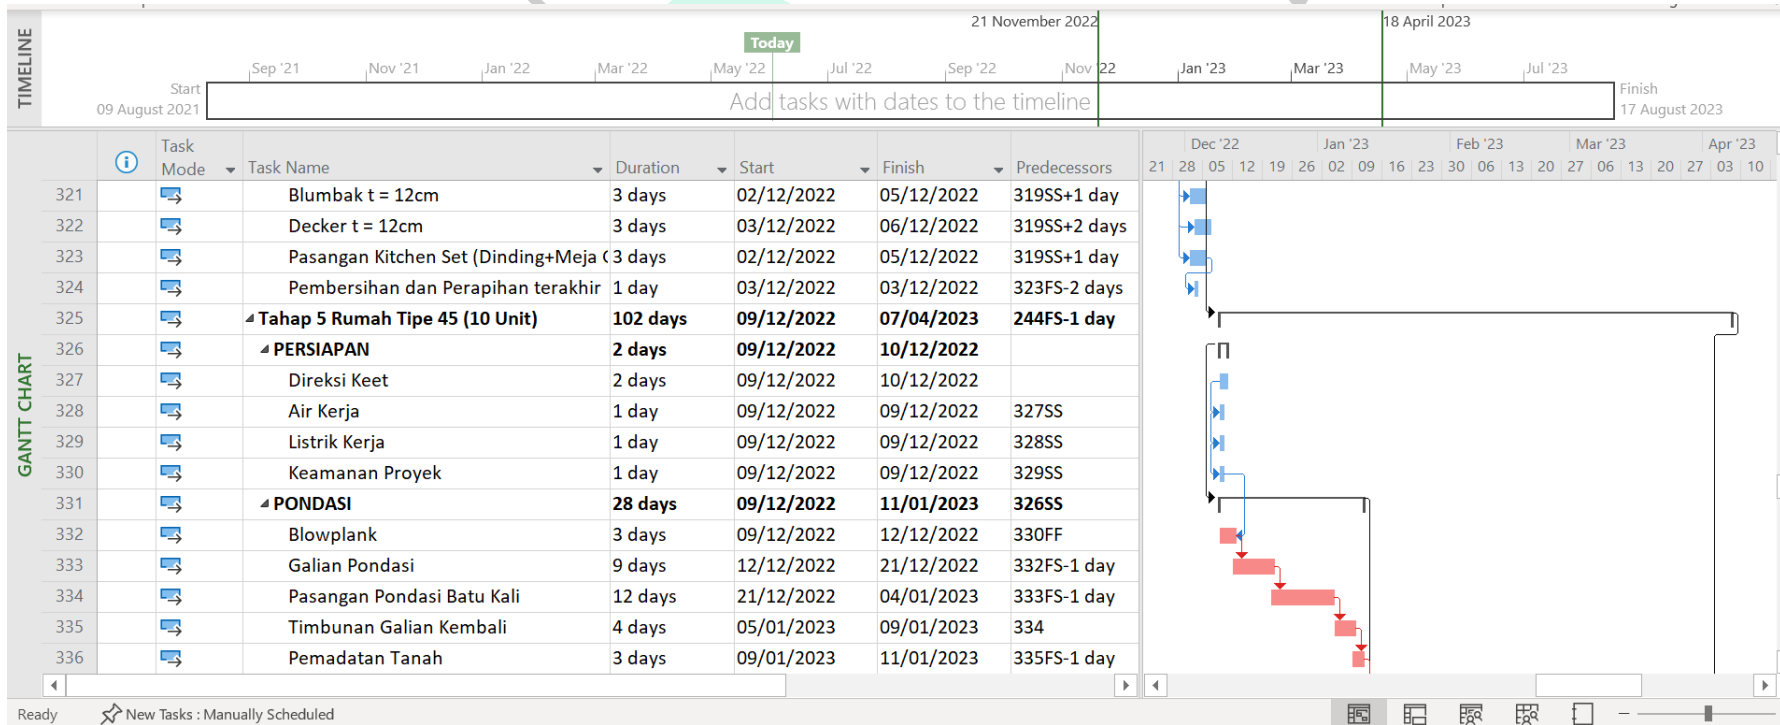 TIMELINE
21 November 2022 18 April 2023
Today
Sep '21 Nov '21 Jan '22 Mar '22 May '22 Jul '22 Sep '22 Nov '22 Jan '23 Mar '23 May '23 Jul '23
Start
09 August 2021
Add tasks with dates to the timeline
Finish
17 August 2023
GANTT CHART
Task Mode Task Name Duration Start Finish Predecessors
Dec '22 Jan '23 Feb '23 Mar '23 Apr '23
21 28 05 12 19 26 02 09 16 23 30 06 13 20 27 06 13 20 27 03 10
321 Blumbak t = 12cm 3 days 02/12/2022 05/12/2022 319SS+1 day
322 Decker t = 12cm 3 days 03/12/2022 06/12/2022 319SS+2 days
323 Pasangan Kitchen Set (Dinding+Meja 3 days 02/12/2022 05/12/2022 319SS+1 day
324 Pembersihan dan Perapihan terakhir 1 day 03/12/2022 03/12/2022 323FS-2 days
325 Tahap 5 Rumah Tipe 45 (10 Unit) 102 days 09/12/2022 07/04/2023 244FS-1 day
326 PERSIAPAN 2 days 09/12/2022 10/12/2022
327 Direksi Keet 2 days 09/12/2022 10/12/2022
328 Air Kerja 1 day 09/12/2022 09/12/2022 327SS
329 Listrik Kerja 1 day 09/12/2022 09/12/2022 328SS
330 Keamanan Proyek 1 day 09/12/2022 09/12/2022 329SS
331 PONDASI 28 days 09/12/2022 11/01/2023 326SS
332 Blowplank 3 days 09/12/2022 12/12/2022 330FF
333 Galian Pondasi 9 days 12/12/2022 21/12/2022 332FS-1 day
334 Pasangan Pondasi Batu Kali 12 days 21/12/2022 04/01/2023 333FS-1 day
335 Timbunan Galian Kembali 4 days 05/01/2023 09/01/2023 334
336 Pemadatan Tanah 3 days 09/01/2023 11/01/2023 335FS-1 day
Ready New Tasks : Manually Scheduled